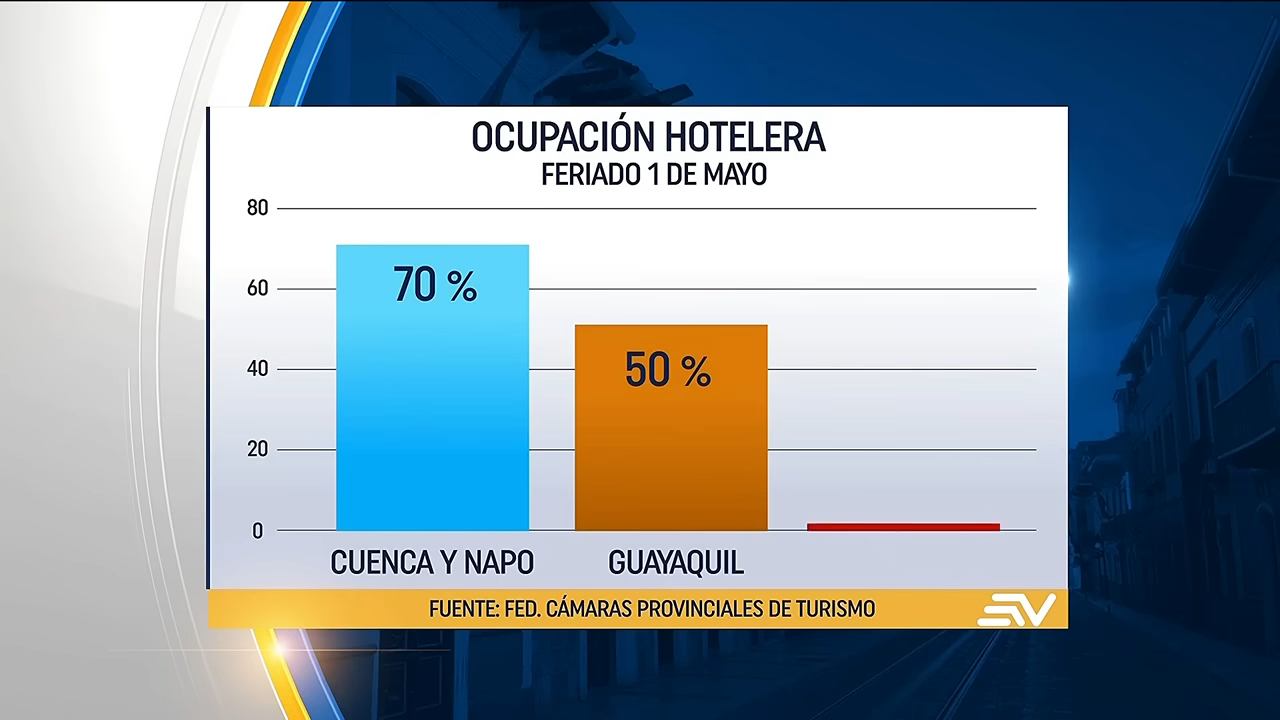 OCUPACIÓN HOTELERA
FERIADO 1 DE MAYO
80
60
40
20
0
70 %
50 %
CUENCA Y NAPO
GUAYAQUIL
FUENTE: FED. CÁMARAS PROVINCIALES DE TURISMO